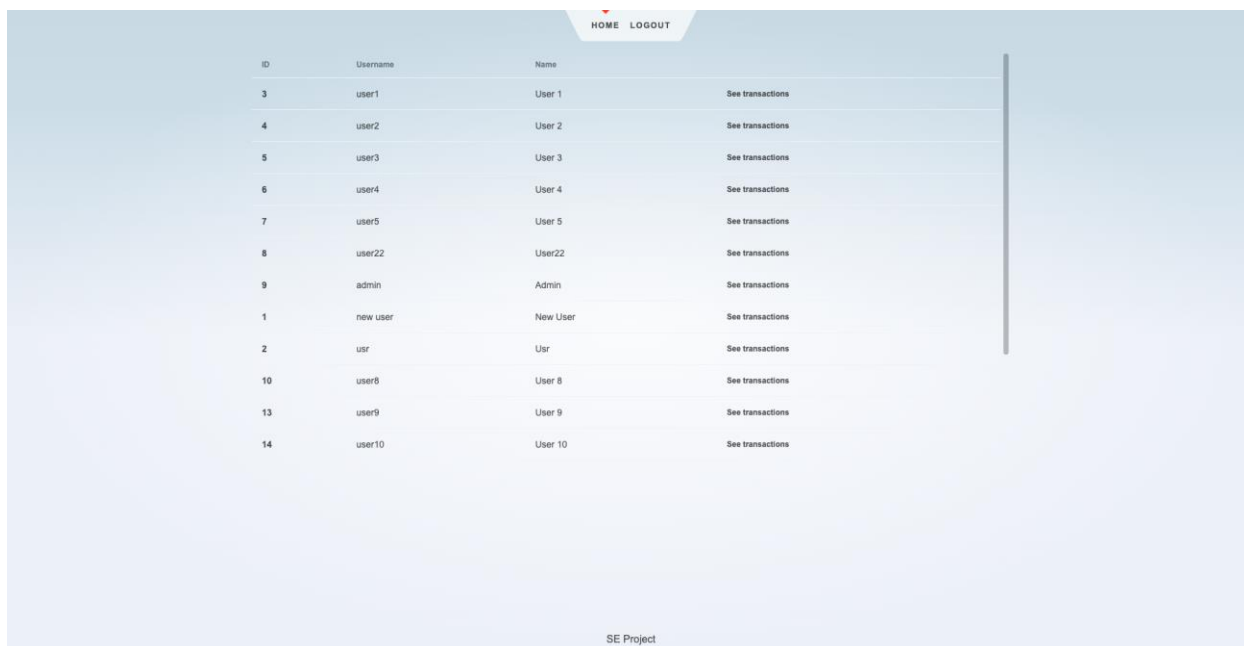 HOME LOGOUT
ID Username Name
3 user1 User 1 See transactions
4 user2 User 2 See transactions
5 user3 User 3 See transactions
6 user4 User 4 See transactions
7 user5 User 5 See transactions
8 user22 User22 See transactions
9 admin Admin See transactions
1 new user New User See transactions
2 usr Usr See transactions
10 user8 User 8 See transactions
13 user9 User 9 See transactions
14 user10 User 10 See transactions
SE Project